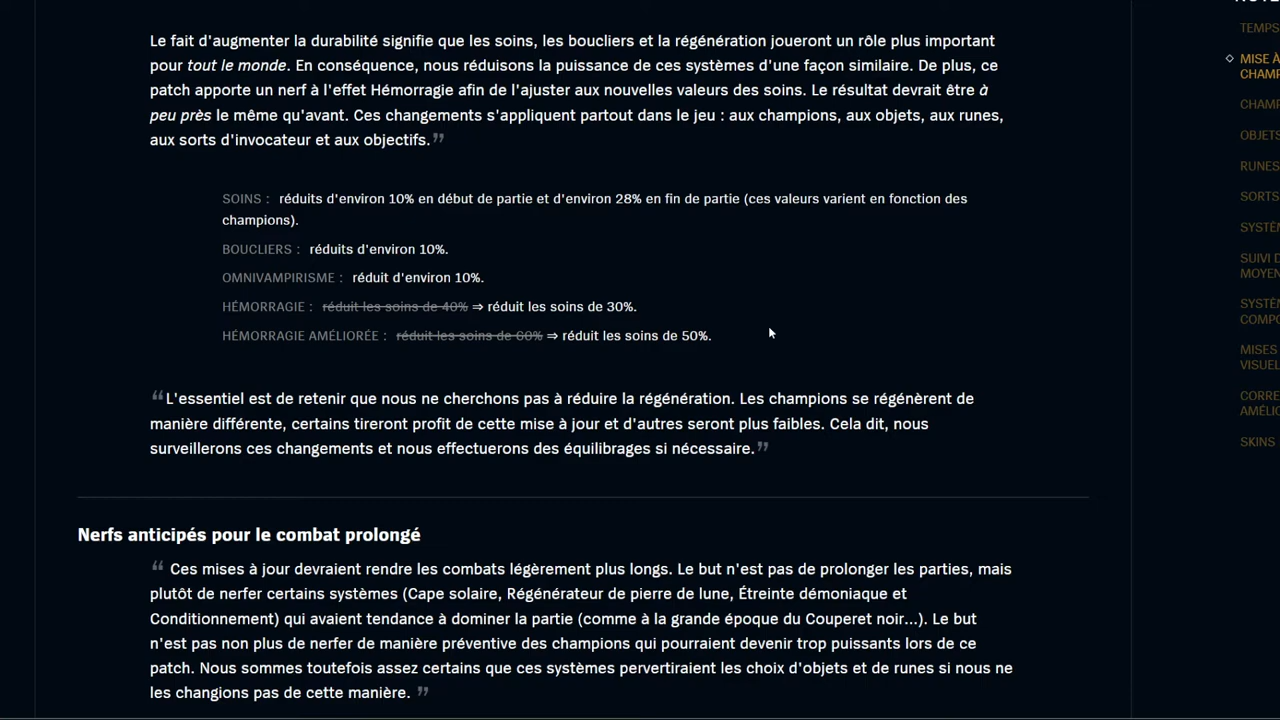 Le fait d'augmenter la durabilité signifie que les soins, les boucliers et la régénération joueront un rôle plus important
pour tout le monde. En conséquence, nous réduisons la puissance de ces systèmes d'une façon similaire. De plus, ce
patch apporte un nerf à l'effet Hémorragie afin de l'ajuster aux nouvelles valeurs des soins. Le résultat devrait être à
peu près le même qu'avant. Ces changements s'appliquent partout dans le jeu : aux champions, aux objets, aux runes,
aux sorts d'invocateur et aux objectifs.”
SOINS : réduits d'environ 10% en début de partie et d'environ 28% en fin de partie (ces valeurs varient en fonction des
champions).
BOUCLIERS : réduits d'environ 10%.
OMNIVAMPIRISME : réduit d'environ 10%.
HÉMORRAGIE : réduit les soins de 40% ⇒ réduit les soins de 30%.
HÉMORRAGIE AMÉLIORÉE : réduit les soins de 60% ⇒ réduit les soins de 50%.
“L'essentiel est de retenir que nous ne cherchons pas à réduire la régénération. Les champions se régénèrent de
manière différente, certains tireront profit de cette mise à jour et d'autres seront plus faibles. Cela dit, nous
surveillerons ces changements et nous effectuerons des équilibrages si nécessaire.”
Nerfs anticipés pour le combat prolongé
“ Ces mises à jour devraient rendre les combats légèrement plus longs. Le but n'est pas de prolonger les parties, mais
plutôt de nerfer certains systèmes (Cape solaire, Régénérateur de pierre de lune, Étreinte démoniaque et
Conditionnement) qui avaient tendance à dominer la partie (comme à la grande époque du Couperet noir...). Le but
n'est pas non plus de nerfer de manière préventive des champions qui pourraient devenir trop puissants lors de ce
patch. Nous sommes toutefois assez certains que ces systèmes pervertiraient les choix d'objets et de runes si nous ne
les changions pas de cette manière. ”
TEMPS
MISE À
CHAMP
CHAMP
OBJETS
RUNES
SORTS
SYSTÈ
SUIVI D
MOYEN
SYSTÈ
COMPO
MISES
VISUEL
CORRE
AMÉLIO
SKINS